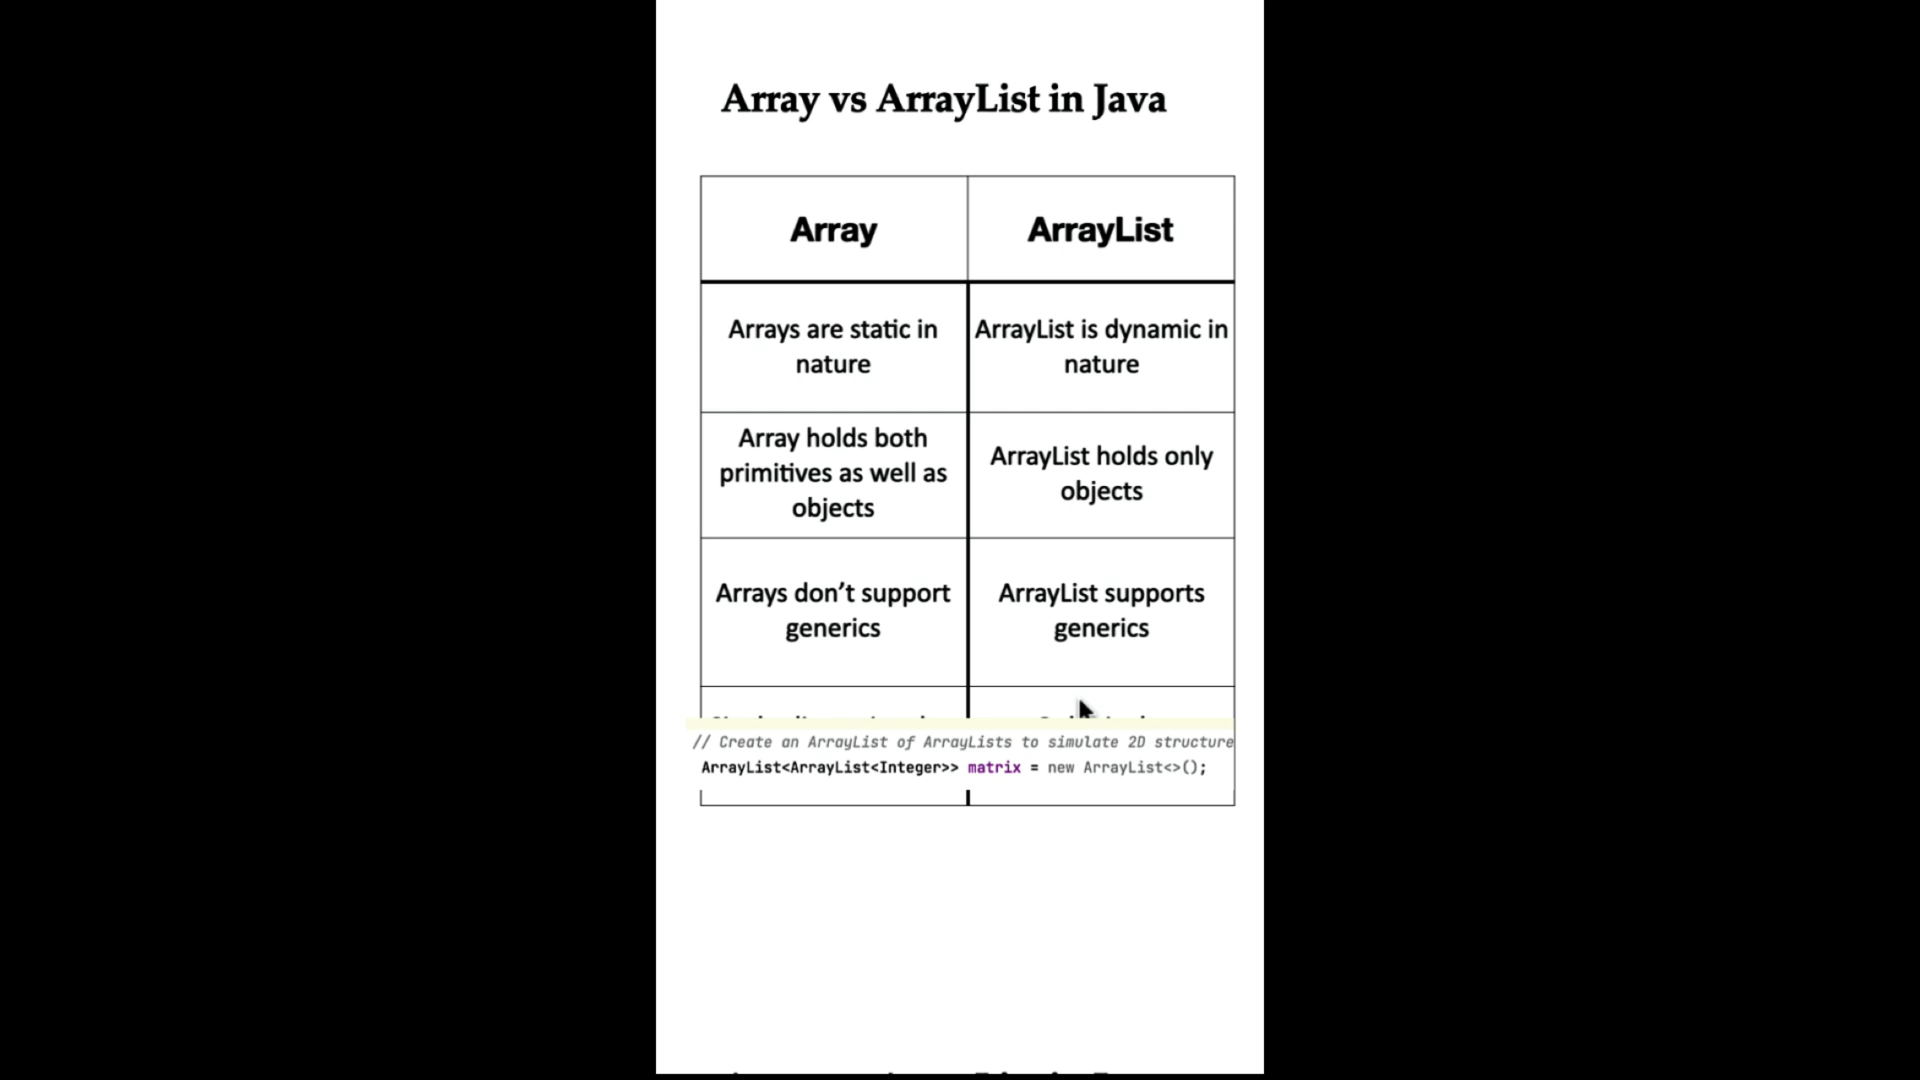 Array vs ArrayList in Java
Array
ArrayList
Arrays are static in
nature
ArrayList is dynamic in
nature
Array holds both
primitives as well as
objects
ArrayList holds only
objects
Arrays don’t support
generics
ArrayList supports
generics
// Create an ArrayList of ArrayLists to simulate 2D structure
ArrayList<ArrayList<Integer>> matrix = new ArrayList<>();